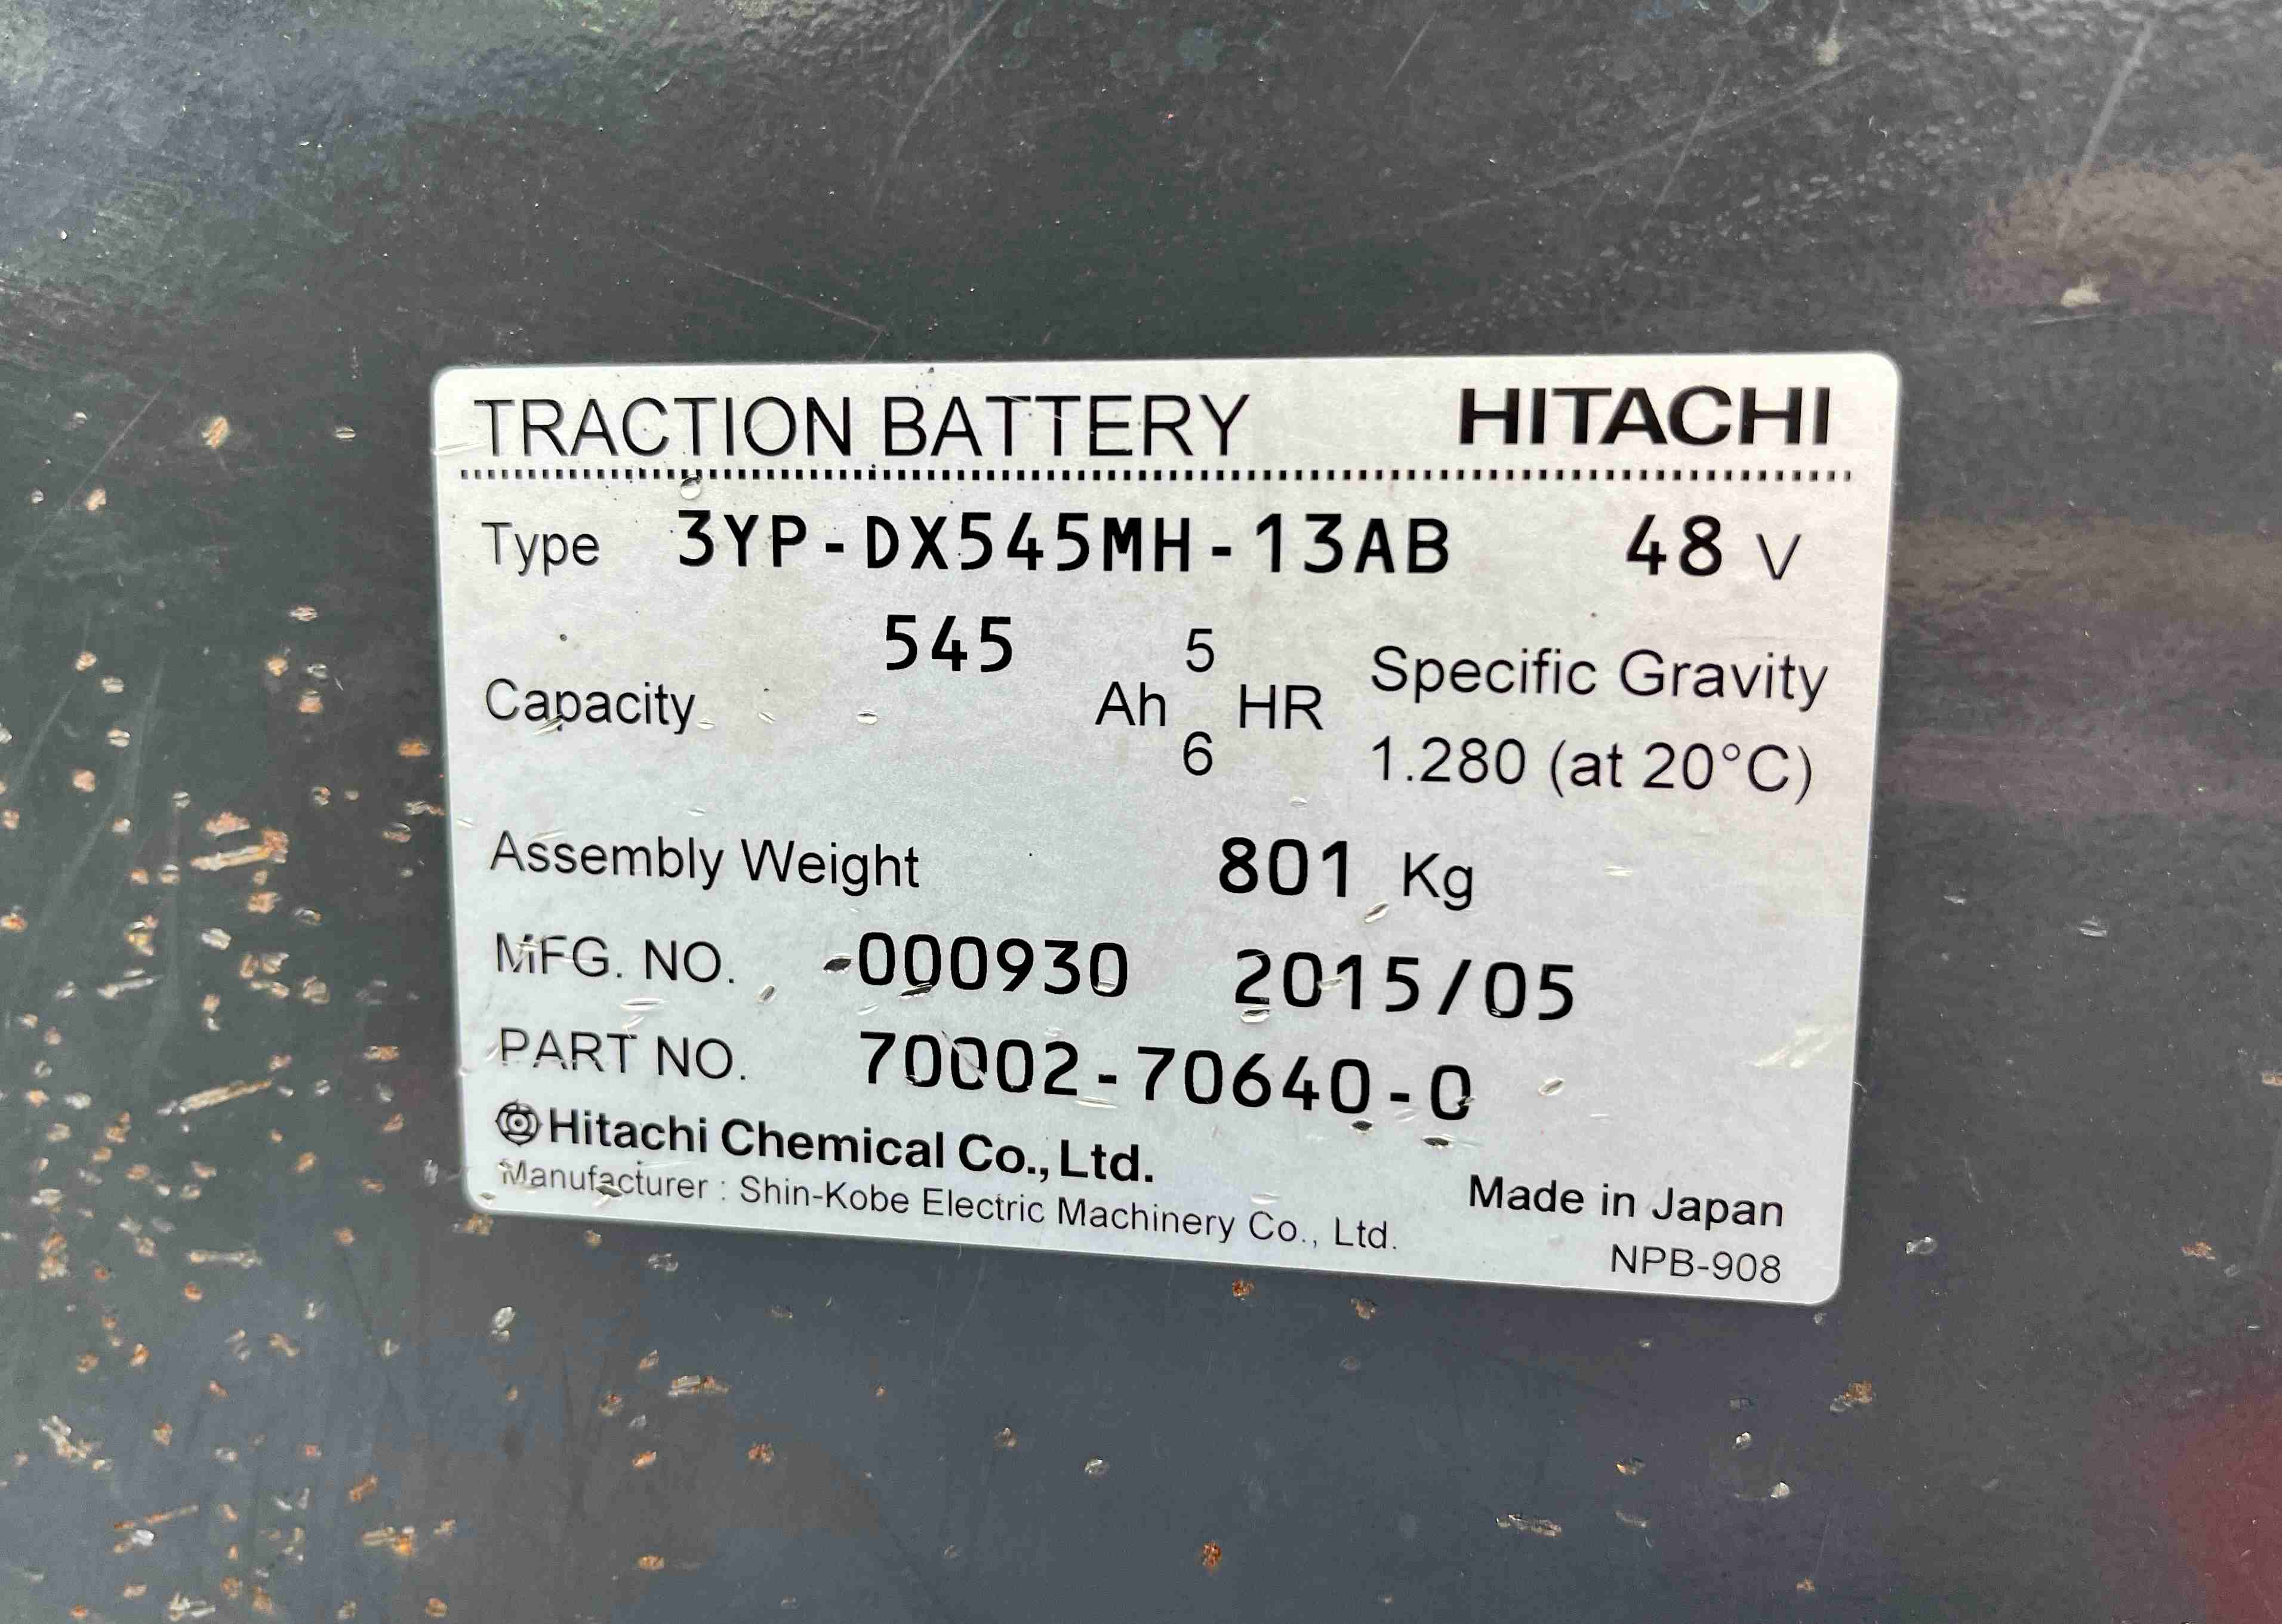 TRACTION BATTERY HITACHI
Type 3YP-DX545MH-13AB 48 V
545 5
Capacity Ah HR Specific Gravity
6 1.280 (at 20°C)
Assembly Weight 801 Kg
MFG. NO. -000930 2015/05
PART NO. 70002-70640-0
Hitachi Chemical Co., Ltd.
Manufacturer : Shin-Kobe Electric Machinery Co., Ltd.
Made in Japan
NPB-908